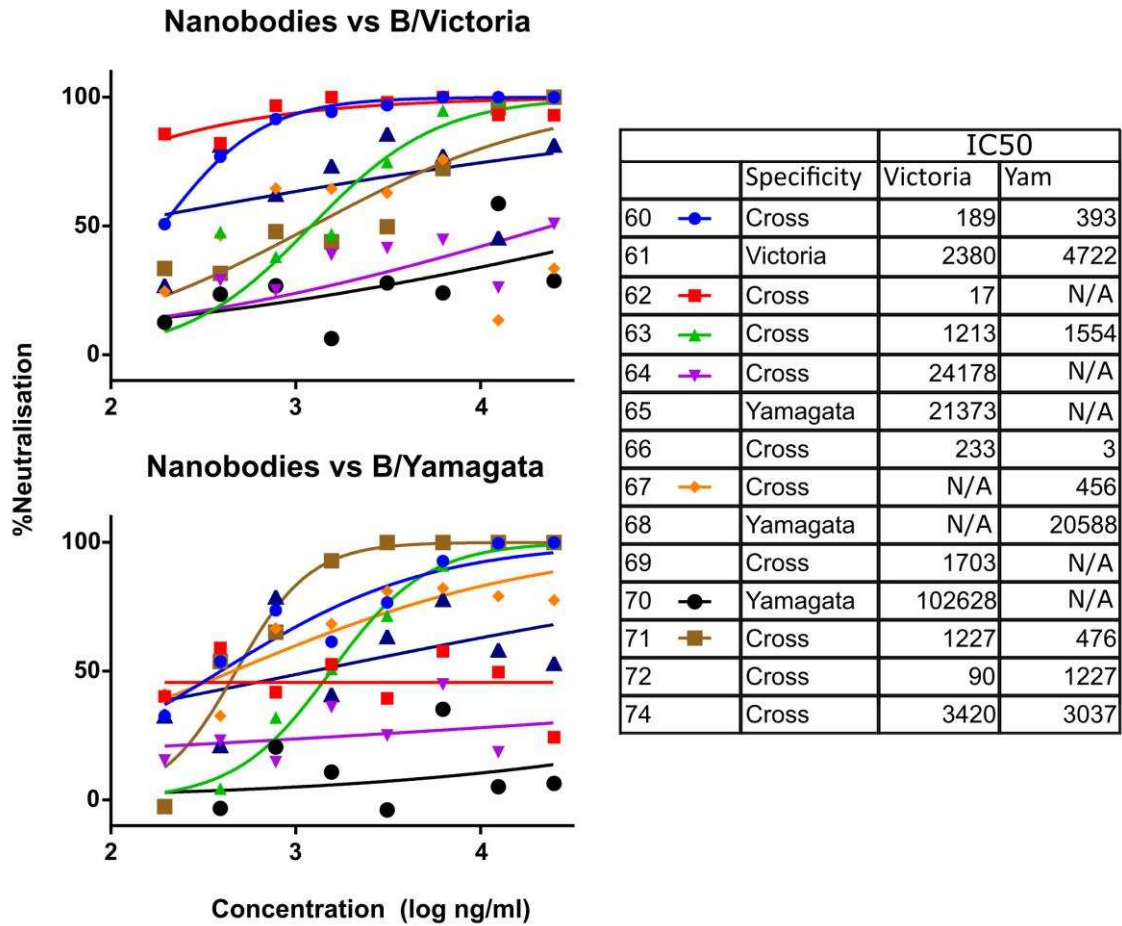 Nanobodies vs B/Victoria
100
50
0
2 3 4
%Neutralisation
Nanobodies vs B/Yamagata
100
50
0
2 3 4
Concentration (log ng/ml)
IC50
Specificity Victoria Yam
60 Cross 189 393
61 Victoria 2380 4722
62 Cross 17 N/A
63 Cross 1213 1554
64 Cross 24178 N/A
65 Yamagata 21373 N/A
66 Cross 233 3
67 Cross N/A 456
68 Yamagata N/A 20588
69 Cross 1703 N/A
70 Yamagata 102628 N/A
71 Cross 1227 476
72 Cross 90 1227
74 Cross 3420 3037